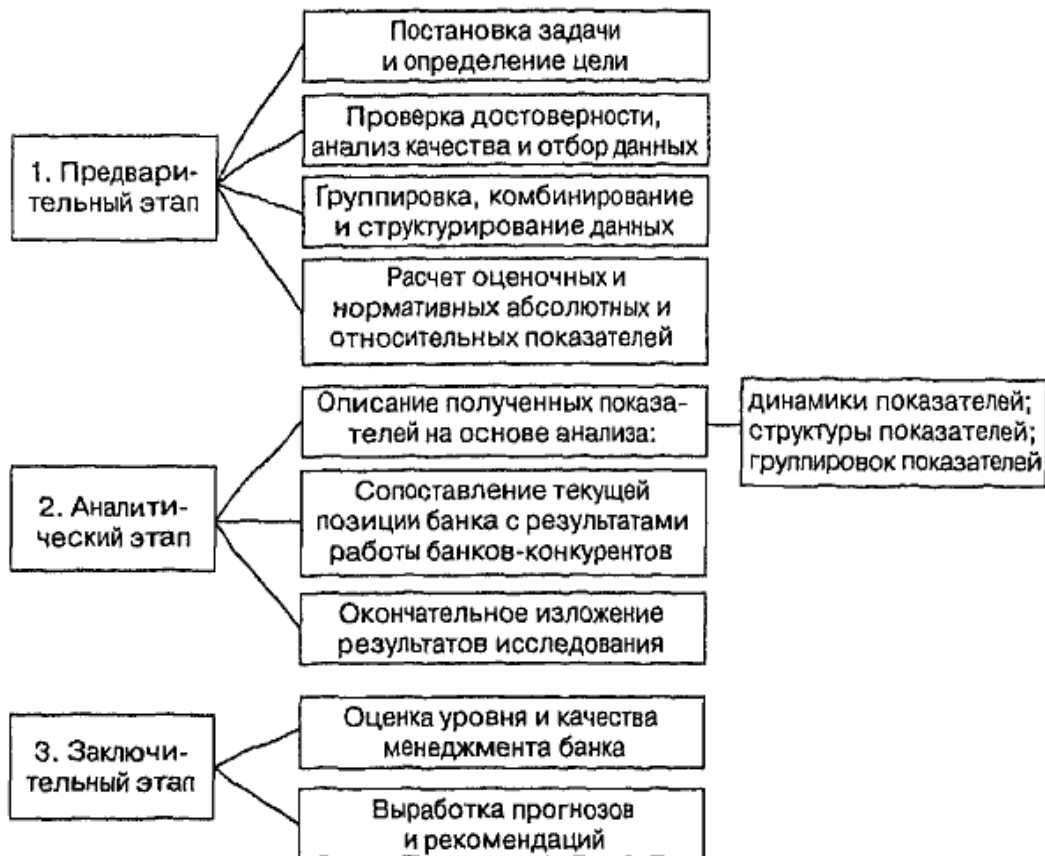 Постановка задачи
и определение цели
Проверка достоверности,
анализ качества и отбор данных
1. Предвари-
тельный этап
Группировка, комбинирование
и структурирование данных
Расчет оценочных и
нормативных абсолютных и
относительных показателей
Описание полученных показа-
телей на основе анализа:
динамики показателей;
структуры показателей;
группировок показателей
2. Аналити-
ческий этап
Сопоставление текущей
позиции банка с результатами
работы банков-конкурентов
Окончательное изложение
результатов исследования
3. Заключи-
тельный этап
Оценка уровня и качества
менеджмента банка
Выработка прогнозов
и рекомендаций